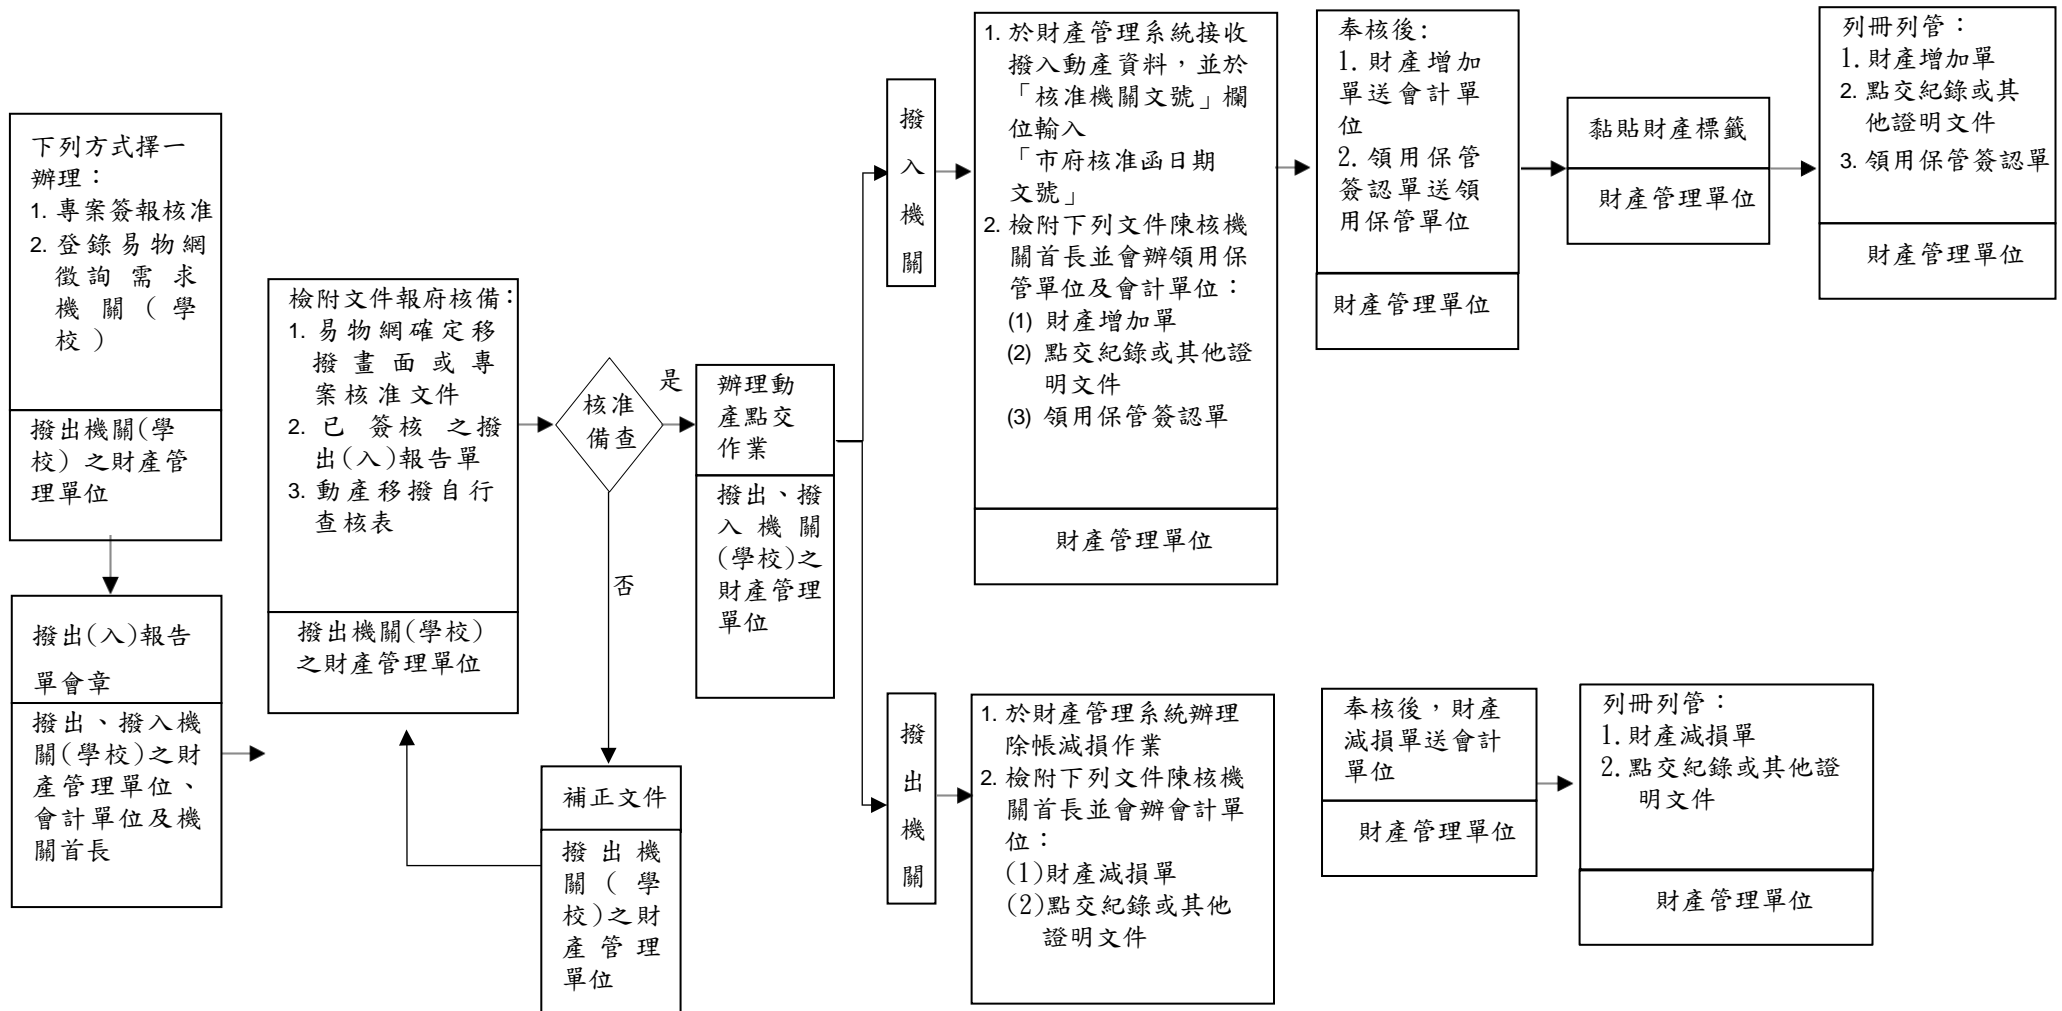 下列方式擇一
辦理：
1. 專案簽報核准
2. 登錄易物網
徵詢需求
機關（學
校）
撥出機關(學
校）之財產管
理單位
撥出(入)報告
單會章
撥出、撥入機
關(學校)之財
產管理單位、
會計單位及機
關首長
檢附文件報府核備：
1. 易物網確定移
撥畫面或專
案核准文件
2. 已簽核之撥
出(入)報告單
3. 動產移撥自行
查核表
撥出機關(學校)
之財產管理單位
核准
備查
是
否
補正文件
撥出機
關（學
校)之財
產管理
單位
辦理動
產點交
作業
撥出、撥
入機關
(學校)之
財產管理
單位
撥
入
機
關
1. 於財產管理系統接收
撥入動產資料，並於
「核准機關文號」欄
位輸入
「市府核准函日期
文號」
2. 檢附下列文件陳核機
關首長並會辦領用保
管單位及會計單位：
(1) 財產增加單
(2) 點交紀錄或其他證
明文件
(3) 領用保管簽認單
財產管理單位
奉核後：
1. 財產增加
單送會計單
位
2. 領用保管
簽認單送領
用保管單位
財產管理單位
黏貼財產標籤
財產管理單位
列冊列管：
1. 財產增加單
2. 點交紀錄或其
他證明文件
3. 領用保管簽認單
財產管理單位
撥
出
機
關
1. 於財產管理系統辦理
除帳減損作業
2. 檢附下列文件陳核機
關首長並會辦會計單
位：
(1)財產減損單
(2)點交紀錄或其他
證明文件
奉核後，財產
減損單送會計
單位
財產管理單位
列冊列管：
1. 財產減損單
2. 點交紀錄或其他證
明文件
財產管理單位